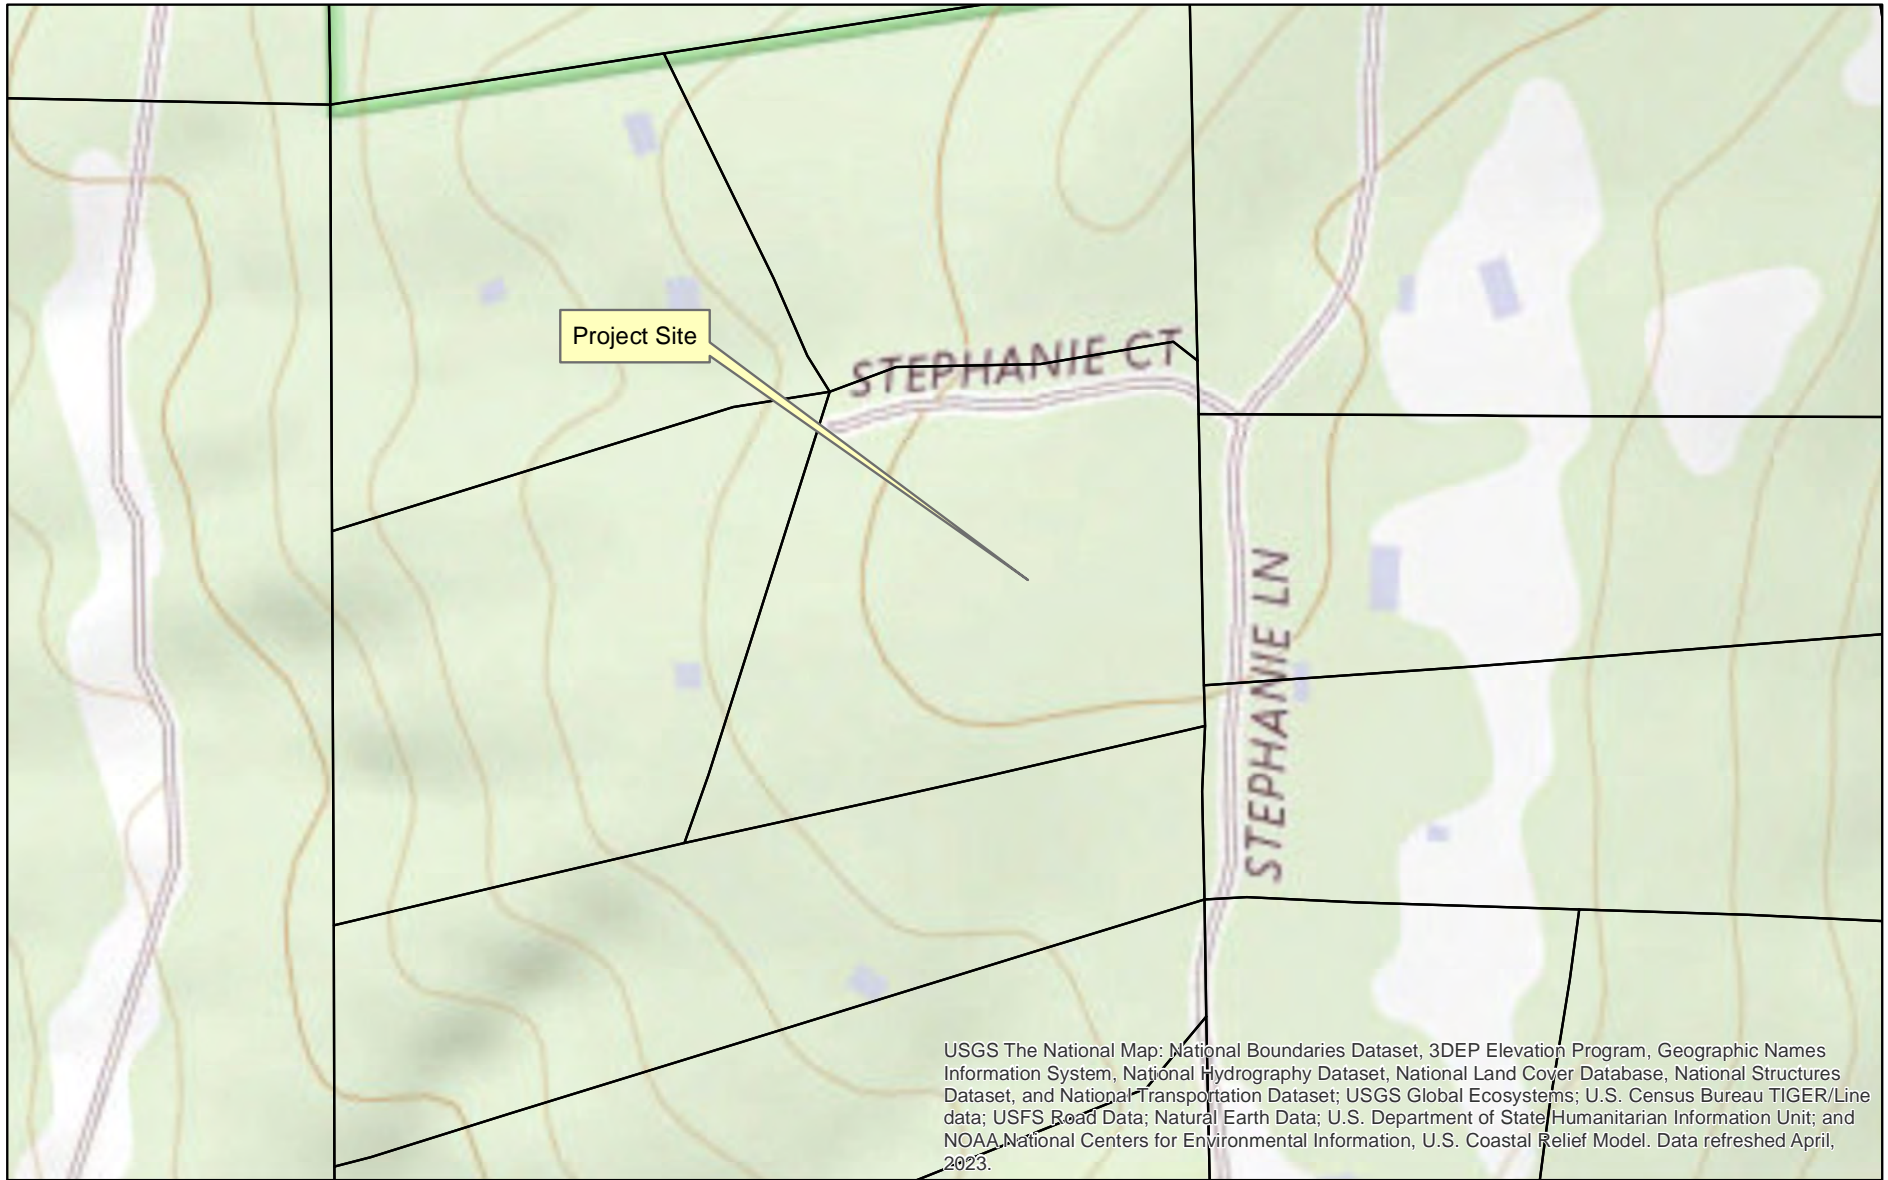 Project Site
STEPHANIE CT
STEPHANIE LN
USGS The National Map: National Boundaries Dataset, 3DEP Elevation Program, Geographic Names
Information System, National Hydrography Dataset, National Land Cover Database, National Structures
Dataset, and National Transportation Dataset; USGS Global Ecosystems; U.S. Census Bureau TIGER/Line
data; USFS Road Data; Natural Earth Data; U.S. Department of State Humanitarian Information Unit; and
NOAA National Centers for Environmental Information, U.S. Coastal Relief Model. Data refreshed April,
2023.